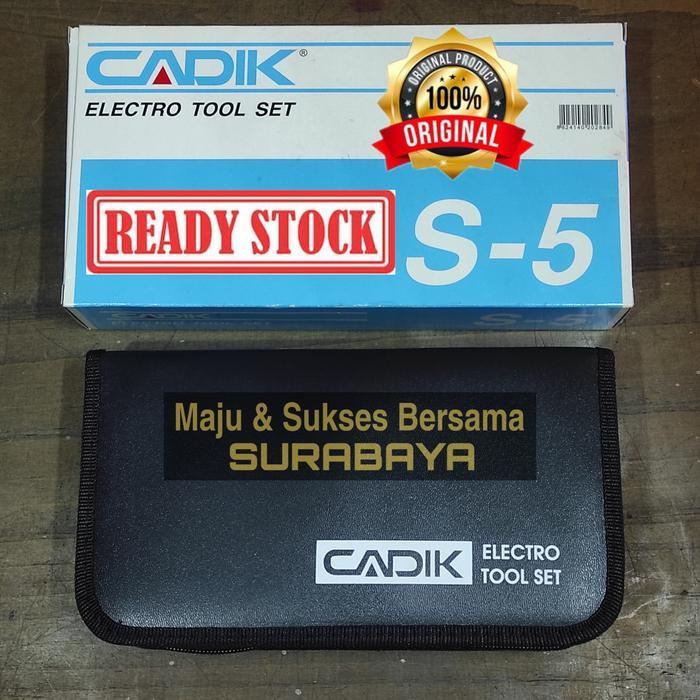 CADIK®
ELECTRO TOOL SET
ORIGINAL PRODUCT
100%
ORIGINAL
READY STOCK
S-5
S-5
Maju & Sukses Bersama
SURABAYA
CADIK
ELECTRO
TOOL SET